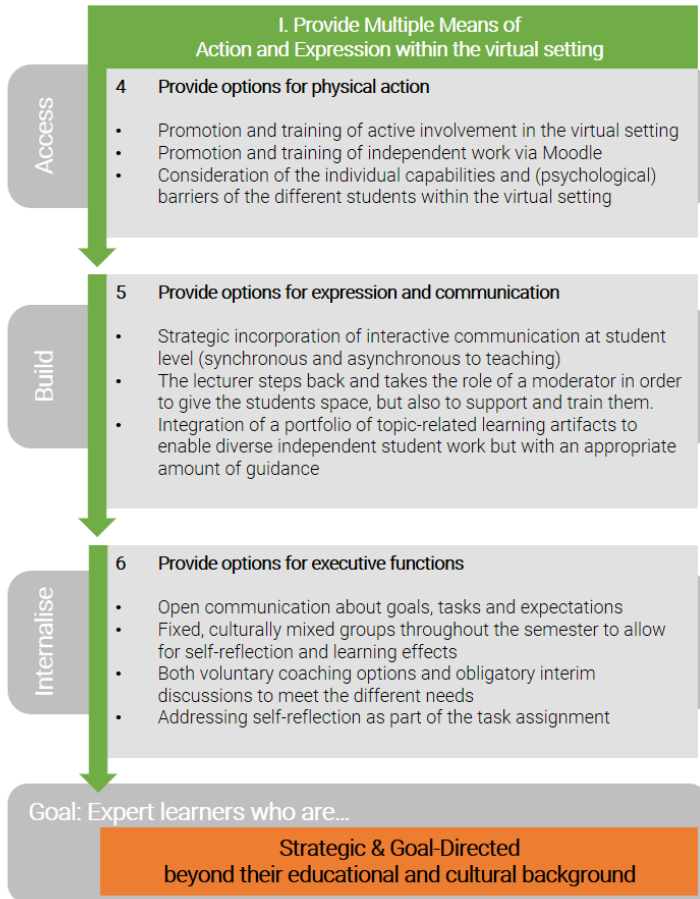 I. Provide Multiple Means of
Action and Expression within the virtual setting
Access
4 Provide options for physical action
• Promotion and training of active involvement in the virtual setting
• Promotion and training of independent work via Moodle
• Consideration of the individual capabilities and (psychological)
barriers of the different students within the virtual setting
Build
5 Provide options for expression and communication
• Strategic incorporation of interactive communication at student
level (synchronous and asynchronous to teaching)
• The lecturer steps back and takes the role of a moderator in order
to give the students space, but also to support and train them.
• Integration of a portfolio of topic-related learning artifacts to
enable diverse independent student work but with an appropriate
amount of guidance
Internalise
6 Provide options for executive functions
• Open communication about goals, tasks and expectations
• Fixed, culturally mixed groups throughout the semester to allow
for self-reflection and learning effects
• Both voluntary coaching options and obligatory interim
discussions to meet the different needs
• Addressing self-reflection as part of the task assignment
Goal: Expert learners who are...
Strategic & Goal-Directed
beyond their educational and cultural background